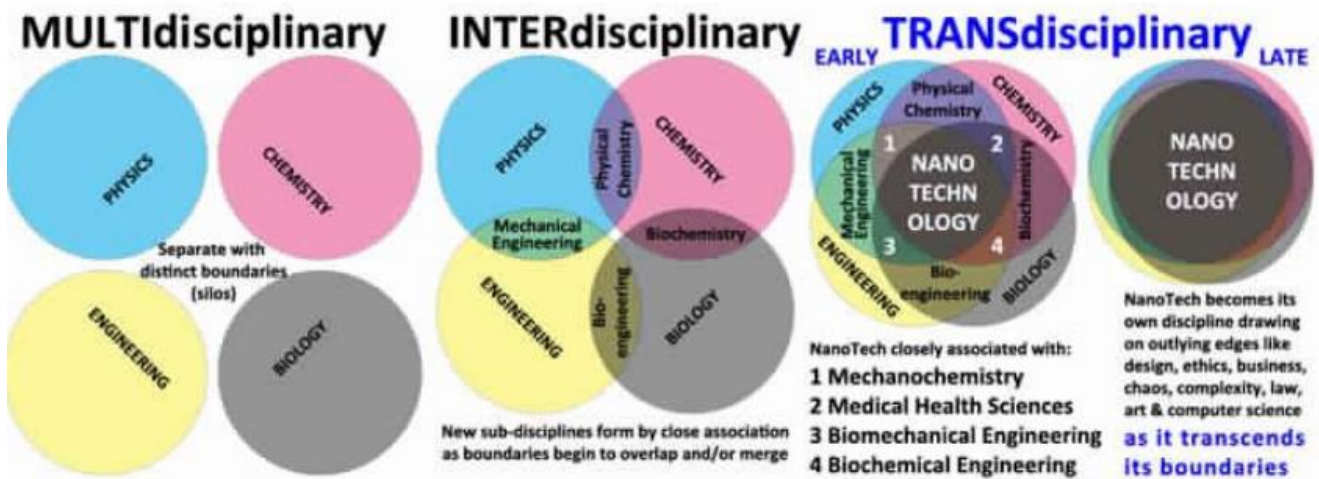 MULTIdisciplinary
PHYSICS
CHEMISTRY
Separate with
distinct boundaries
(silos)
ENGINEERING
BIOLOGY
INTERdisciplinary
PHYSICS
Physical
Chemistry
CHEMISTRY
Mechanical
Engineering
Biochemistry
ENGINEERING
Bio-
engineering
BIOLOGY
New sub-disciplines form by close association
as boundaries begin to overlap and/or merge
TRANSdisciplinary
EARLY
LATE
PHYSICS
Physical
Chemistry
CHEMISTRY
1
2
Mechanical
Engineering
NANO
TECHN
OLOGY
Biochemistry
3
4
ENGINEERING
Bio-
engineering
BIOLOGY
NanoTech closely associated with:
1 Mechanochemistry
2 Medical Health Sciences
3 Biomechanical Engineering
4 Biochemical Engineering
NANO
TECHN
OLOGY
NanoTech becomes its
own discipline drawing
on outlying edges like
design, ethics, business,
chaos, complexity, law,
art & computer science
as it transcends
its boundaries